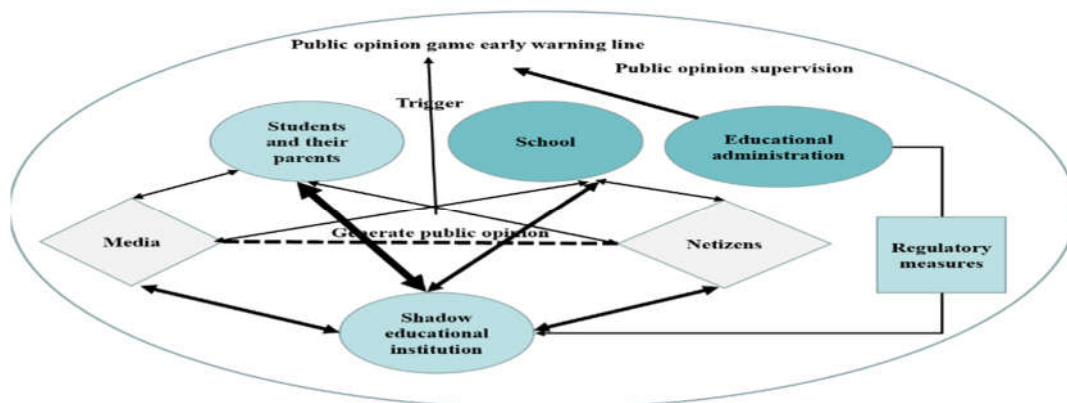 Public opinion game early warning line
Public opinion supervision
Trigger
Students
and their
parents
School
Educational
administration
Media
Generate public opinion
Netizens
Regulatory
measures
Shadow
educational
institution